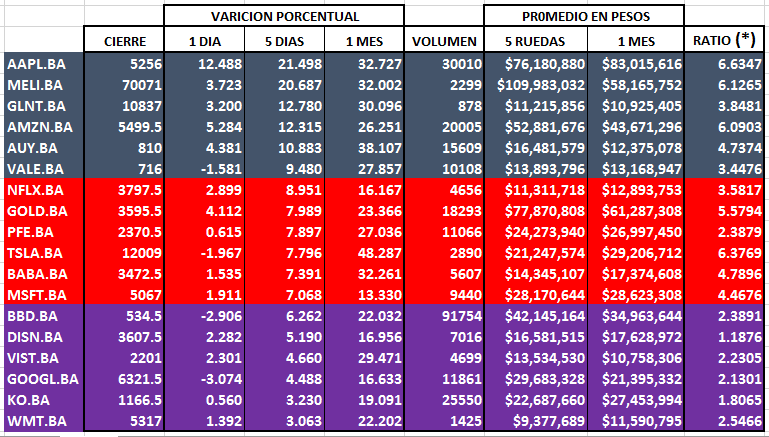 VARICION PORCENTUAL PR0MEDIO EN PESOS
CIERRE 1 DIA 5 DIAS 1 MES VOLUMEN 5 RUEDAS 1 MES RATIO (*)
AAPL.BA 5256 12.488 21.498 32.727 30010 $76,180,880 $83,015,616 6.6347
MELI.BA 70071 3.723 20.687 32.002 2299 $109,983,032 $58,165,752 6.1265
GLNT.BA 10837 3.200 12.780 30.096 878 $11,215,856 $10,925,405 3.8481
AMZN.BA 5499.5 5.284 12.315 26.251 20005 $52,881,676 $43,671,296 6.0903
AUY.BA 810 4.381 10.883 38.107 15609 $16,481,579 $12,375,078 4.7374
VALE.BA 716 -1.581 9.480 27.857 10108 $13,893,796 $13,168,947 3.4476
NFLX.BA 3797.5 2.899 8.951 16.167 4656 $11,311,718 $12,893,753 3.5817
GOLD.BA 3595.5 4.112 7.989 23.366 18293 $77,870,808 $61,287,308 5.5794
PFE.BA 2370.5 0.615 7.897 27.036 11066 $24,273,940 $26,997,450 2.3879
TSLA.BA 12009 -1.967 7.796 48.287 2890 $21,247,574 $29,206,712 6.3769
BABA.BA 3472.5 1.535 7.391 32.261 5607 $14,345,107 $17,374,608 4.7896
MSFT.BA 5067 1.911 7.068 13.330 9440 $28,170,644 $28,623,308 4.4676
BBD.BA 534.5 -2.906 6.262 22.032 91754 $42,145,164 $34,963,644 2.3891
DISN.BA 3607.5 2.282 5.190 16.956 7016 $16,581,515 $17,628,972 1.1876
VIST.BA 2201 2.301 4.660 29.471 4699 $13,534,530 $10,758,306 2.2305
GOOGL.BA 6321.5 -3.074 4.488 16.633 11861 $29,683,328 $21,395,332 2.1301
KO.BA 1166.5 0.560 3.230 19.091 25550 $22,687,660 $27,453,994 1.8065
WMT.BA 5317 1.392 3.063 22.202 1425 $9,377,689 $11,590,795 2.5466